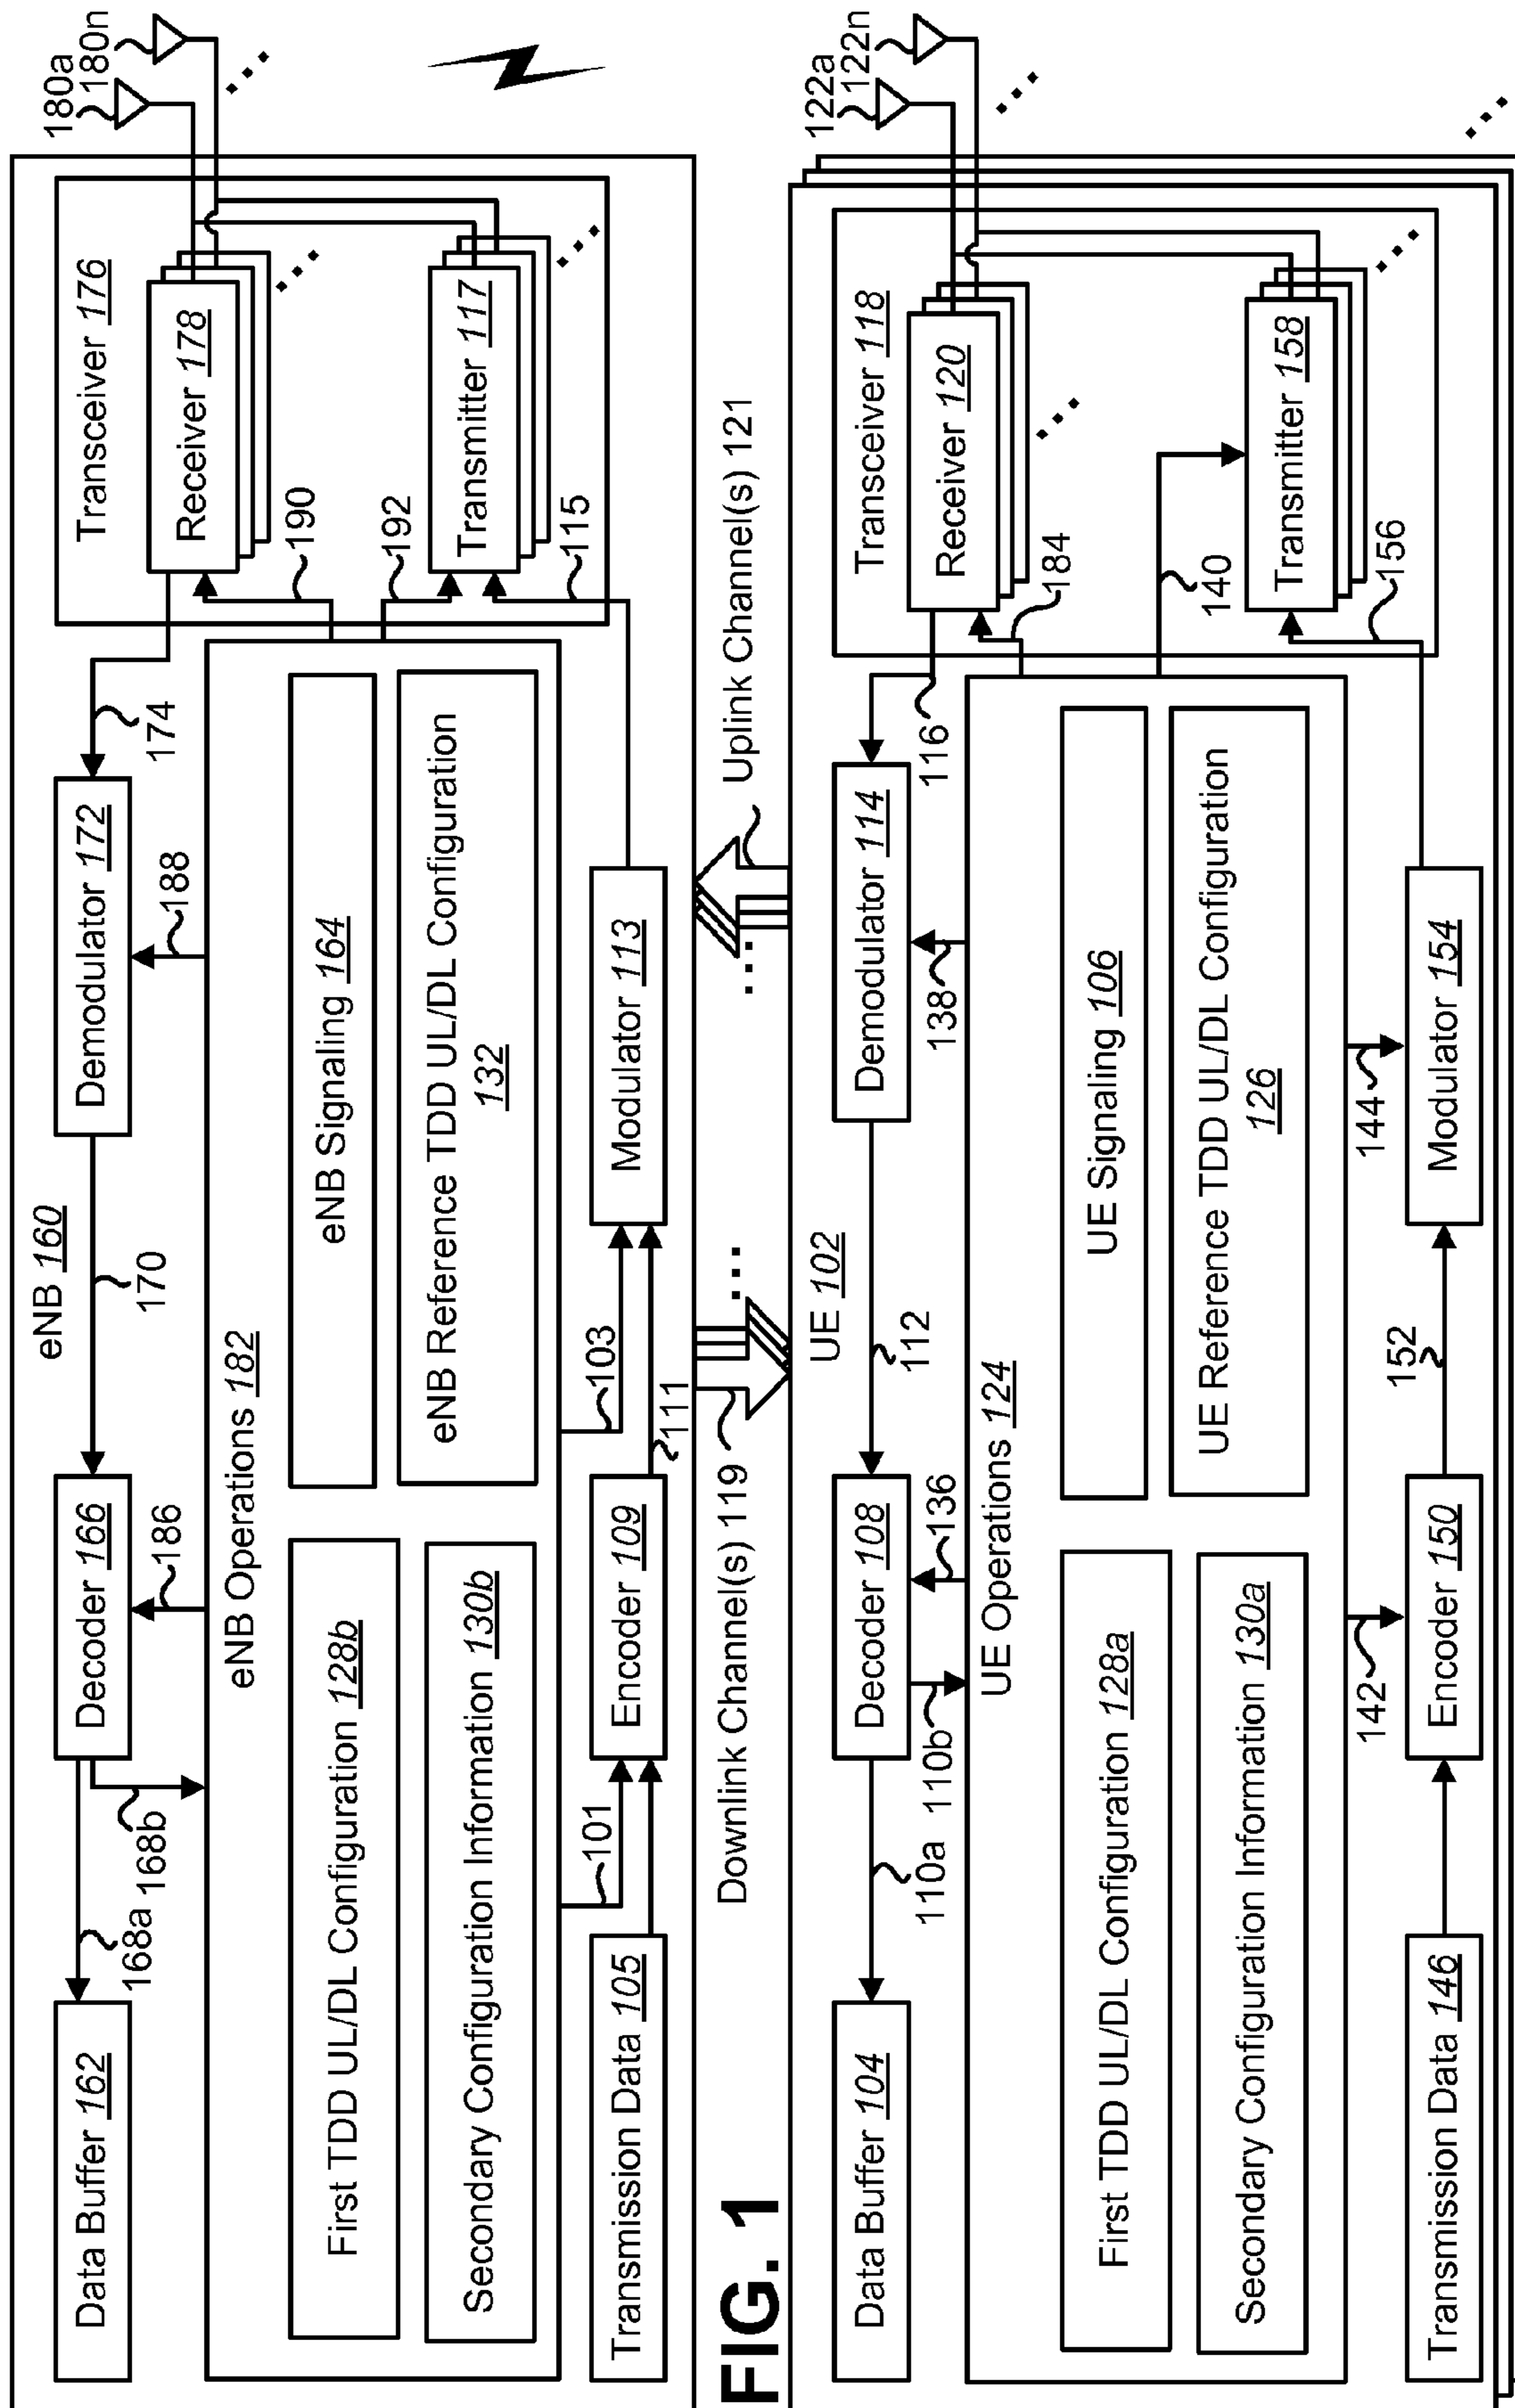 eNB 160
Data Buffer 162
168a
168b
Decoder 166
186
170
Demodulator 172
188
174
Transceiver 176
Receiver 178
190
192
Transmitter 117
115
180a
180n
eNB Operations 182
First TDD UL/DL Configuration 128b
Secondary Configuration Information 130b
eNB Signaling 164
eNB Reference TDD UL/DL Configuration
132
Transmission Data 105
101
Encoder 109
111
103
Modulator 113
FIG. 1
Downlink Channel(s) 119
...
...
Uplink Channel(s) 121
UE 102
Data Buffer 104
110a
110b
Decoder 108
136
112
Demodulator 114
138
116
Transceiver 118
Receiver 120
184
140
Transmitter 158
156
122a
122n
UE Operations 124
First TDD UL/DL Configuration 128a
Secondary Configuration Information 130a
UE Signaling 106
UE Reference TDD UL/DL Configuration
126
142
144
Transmission Data 146
Encoder 150
152
Modulator 154